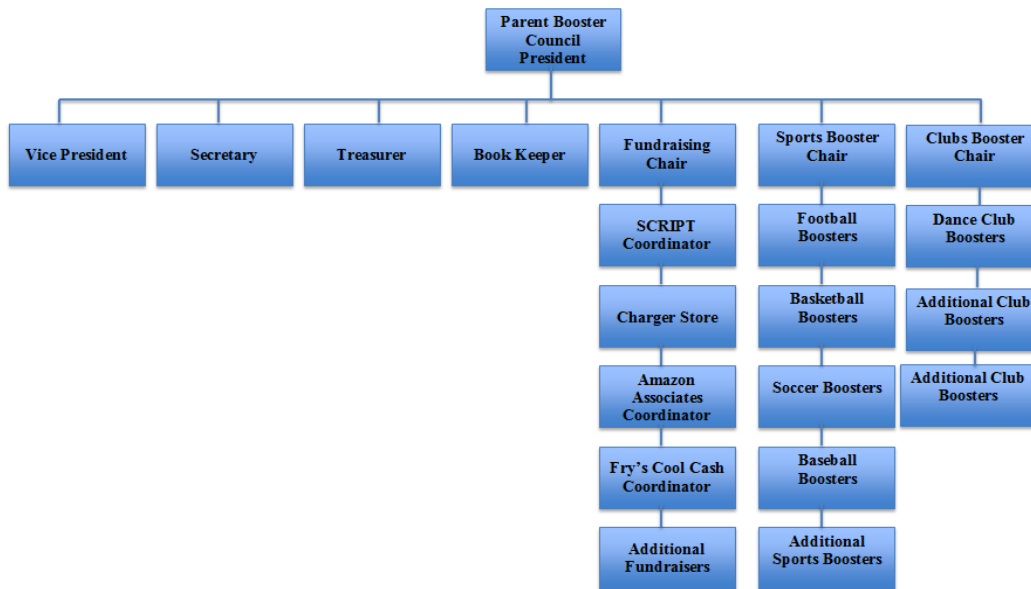 Parent Booster
Council
President
Vice President
Secretary
Treasurer
Book Keeper
Fundraising
Chair
Sports Booster
Chair
Clubs Booster
Chair
SCRIPT
Coordinator
Football
Boosters
Dance Club
Boosters
Charger Store
Basketball
Boosters
Additional Club
Boosters
Amazon
Associates
Coordinator
Soccer Boosters
Additional Club
Boosters
Fry's Cool Cash
Coordinator
Baseball
Boosters
Additional
Fundraisers
Additional
Sports Boosters